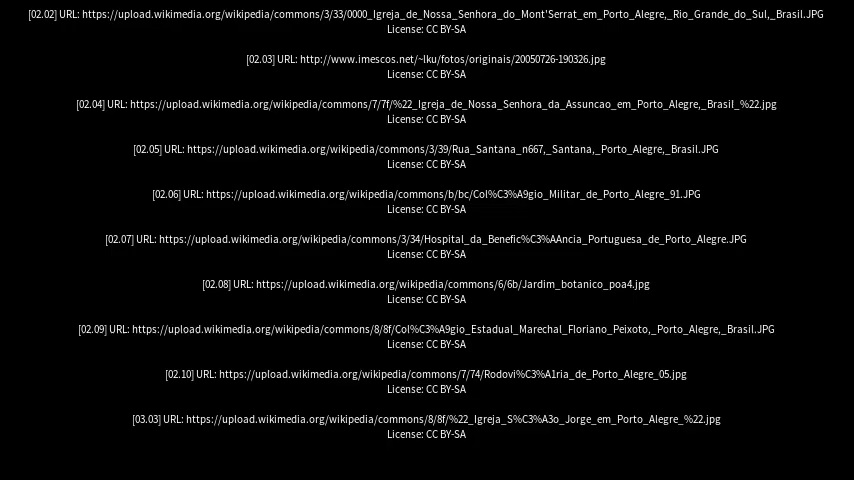 [02.02] URL: https://upload.wikimedia.org/wikipedia/commons/3/33/0000_Igreja_de_Nossa_Senhora_do_Mont'Serrat_em_Porto_Alegre,_Rio_Grande_do_Sul,_Brasil.JPG
License: CC BY-SA
[02.03] URL: http://www.imescos.net/~lku/fotos/originais/20050726-190326.jpg
License: CC BY-SA
[02.04] URL: https://upload.wikimedia.org/wikipedia/commons/7/7f/%22_Igreja_de_Nossa_Senhora_da_Assuncao_em_Porto_Alegre,_Brasil_%22.jpg
License: CC BY-SA
[02.05] URL: https://upload.wikimedia.org/wikipedia/commons/3/39/Rua_Santana_n667,_Santana,_Porto_Alegre,_Brasil.JPG
License: CC BY-SA
[02.06] URL: https://upload.wikimedia.org/wikipedia/commons/b/bc/Col%C3%A9gio_Militar_de_Porto_Alegre_91.JPG
License: CC BY-SA
[02.07] URL: https://upload.wikimedia.org/wikipedia/commons/3/34/Hospital_da_Benefic%C3%AAncia_Portuguesa_de_Porto_Alegre.JPG
License: CC BY-SA
[02.08] URL: https://upload.wikimedia.org/wikipedia/commons/6/6b/Jardim_botanico_poa4.jpg
License: CC BY-SA
[02.09] URL: https://upload.wikimedia.org/wikipedia/commons/8/8f/Col%C3%A9gio_Estadual_Marechal_Floriano_Peixoto,_Porto_Alegre,_Brasil.JPG
License: CC BY-SA
[02.10] URL: https://upload.wikimedia.org/wikipedia/commons/7/74/Rodovi%C3%A1ria_de_Porto_Alegre_05.jpg
License: CC BY-SA
[03.03] URL: https://upload.wikimedia.org/wikipedia/commons/8/8f/%22_Igreja_S%C3%A3o_Jorge_em_Porto_Alegre_%22.jpg
License: CC BY-SA